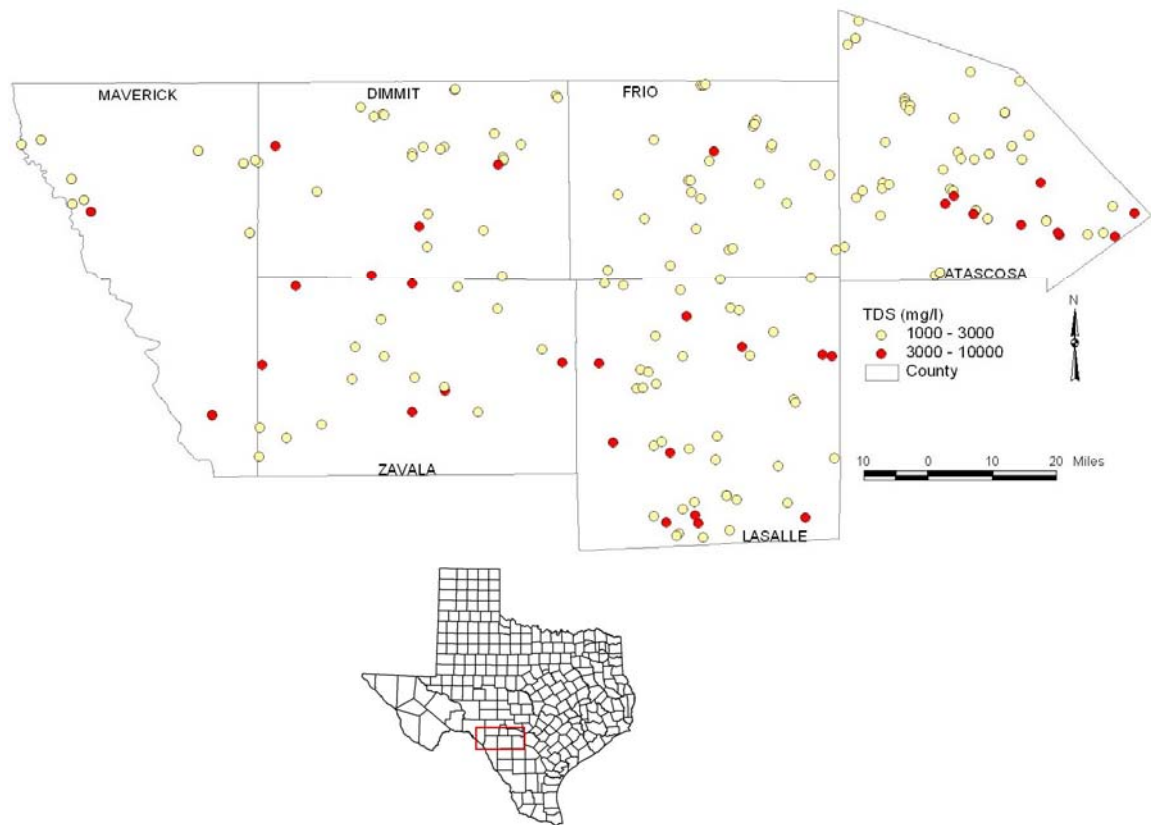 MAVERICK
DIMMIT
FRIO
ATASCOSA
TDS (mg/l)
1000 - 3000
3000 - 10000
County
N
ZAVALA
10 0 10 20 Miles
LASALLE